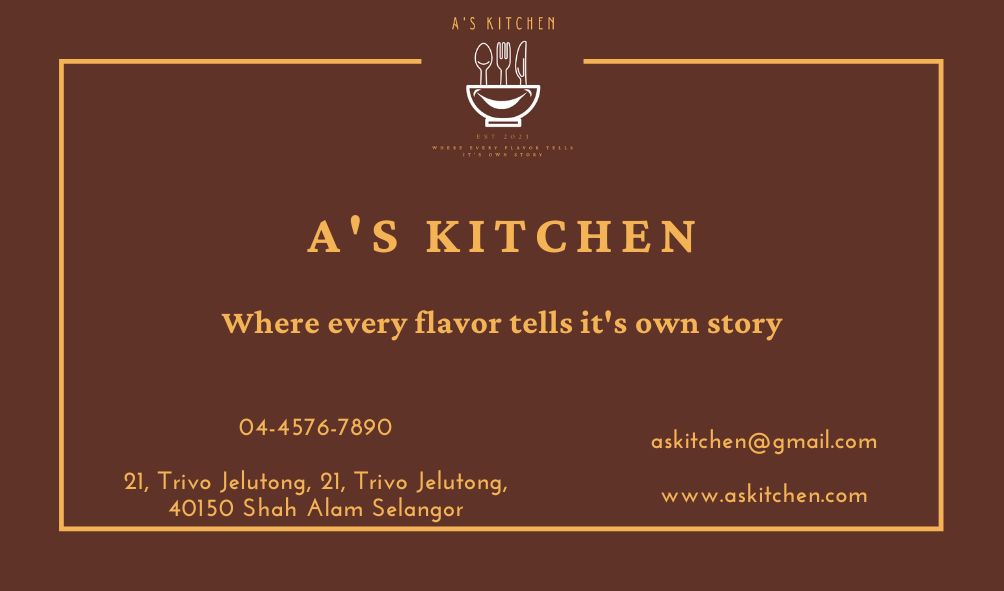 A'S KITCHEN
EST 2021
WHERE EVERY FLAVOR TELLS
IT'S OWN STORY
A'S KITCHEN
Where every flavor tells it's own story
04-4576-7890
21, Trivo Jelutong, 21, Trivo Jelutong,
40150 Shah Alam Selangor
askitchen@gmail.com
www.askitchen.com